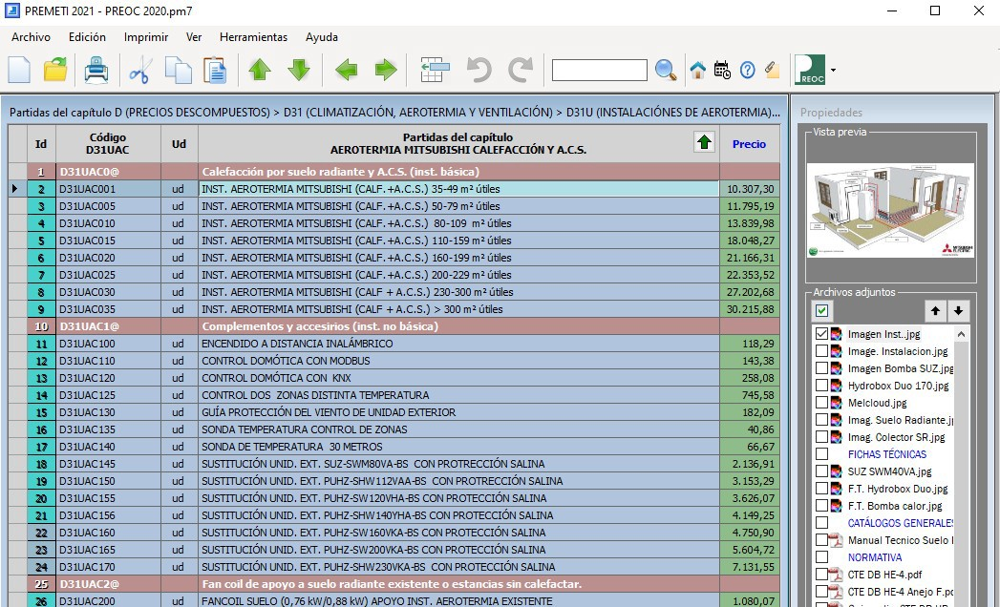 PREMETI 2021 - PREOC 2020.pm7
Archivo Edición Imprimir Ver Herramientas Ayuda
PREOC
Partidas del capítulo D (PRECIOS DESCOMPUESTOS) > D31 (CLIMATIZACIÓN, AEROTERMIA Y VENTILACIÓN) > D31U (INSTALACIÓNES DE AEROTERMIA)...
Id Código D31UAC Ud Partidas del capítulo AEROTERMIA MITSUBISHI CALEFACCIÓN Y A.C.S. Precio
1 D31UAC0@ Calefacción por suelo radiante y A.C.S. (inst. básica)
2 D31UAC001 ud INST. AEROTERMIA MITSUBISHI (CALF.+A.C.S.) 35-49 m² útiles 10.307,30
3 D31UAC005 ud INST. AEROTERMIA MITSUBISHI (CALF.+A.C.S.) 50-79 m² útiles 11.795,19
4 D31UAC010 ud INST. AEROTERMIA MITSUBISHI (CALF.+A.C.S.) 80-109 m² útiles 13.839,98
5 D31UAC015 ud INST. AEROTERMIA MITSUBISHI (CALF.+A.C.S.) 110-159 m² útiles 18.048,27
6 D31UAC020 ud INST. AEROTERMIA MITSUBISHI (CALF.+A.C.S.) 160-199 m² útiles 21.166,31
7 D31UAC025 ud INST. AEROTERMIA MITSUBISHI (CALF.+A.C.S.) 200-229 m² útiles 22.353,52
8 D31UAC030 ud INST. AEROTERMIA MITSUBISHI (CALF + A.C.S.) 230-300 m² útiles 27.202,68
9 D31UAC035 ud INST. AEROTERMIA MITSUBISHI (CALF + A.C.S.) > 300 m² útiles 30.215,88
10 D31UAC1@ Complementos y accesirios (inst. no básica)
11 D31UAC100 ud ENCENDIDO A DISTANCIA INALÁMBRICO 118,29
12 D31UAC110 ud CONTROL DOMÓTICA CON MODBUS 143,38
13 D31UAC120 ud CONTROL DOMÓTICA CON KNX 258,08
14 D31UAC125 ud CONTROL DOS ZONAS DISTINTA TEMPERATURA 745,58
15 D31UAC130 ud GUÍA PROTECCIÓN DEL VIENTO DE UNIDAD EXTERIOR 182,09
16 D31UAC135 ud SONDA TEMPERATURA CONTROL DE ZONAS 40,86
17 D31UAC140 ud SONDA DE TEMPERATURA 30 METROS 66,67
18 D31UAC145 ud SUSTITUCIÓN UNID. EXT. SUZ-SWM80VA-BS CON PROTRECCIÓN SALINA 2.136,91
19 D31UAC150 ud SUSTITUCIÓN UNID. EXT. PUHZ-SHW112VAA-BS CON PROTRECCIÓN SALINA 3.153,29
20 D31UAC155 ud SUSTITUCIÓN UNID. EXT. PUHZ-SW120VHA-BS CON PROTECCIÓN SALINA 3.626,07
21 D31UAC156 ud SUSTITUCIÓN UNID. EXT. PUHZ-SHW140YHA-BS CON PROTECCIÓN SALINA 4.149,25
22 D31UAC160 ud SUSTITUCIÓN UNID. EXT. PUHZ-SW160VKA-BS CON PROTECCIÓN SALINA 4.750,90
23 D31UAC165 ud SUSTITUCIÓN UNID. EXT. PUHZ-SW200VKA-BS CON PROTECCIÓN SALINA 5.604,72
24 D31UAC170 ud SUSTITUCIÓN UNID. EXT. PUHZ-SHW230VKA-BS CON PROTECCIÓN SALINA 7.131,55
25 D31UAC2@ Fan coil de apoyo a suelo radiante existente o estancias sin calefactar.
26 D31UAC200 ud FANCOIL SUELO (0,76 kW/0,88 kW) APOYO INST. AEROTERMIA EXISTENTE 1.080,07
Propiedades
Vista previa
MITSUBISHI
Archivos adjuntos
Imagen Inst..jpg
Image. Instalacion.jpg
Imagen Bomba SUZ.jpg
Hydrobox Duo 170.jpg
Melcloud.jpg
Imag. Suelo Radiante.j
Imag. Colector SR.jpg
FICHAS TÉCNICAS
SUZ SWM40VA.jpg
F.T. Hydrobox Duo.jpg
F.T. Bomba calor.jpg
CATÁLOGOS GENERALES
Manual Tecnico Suelo
NORMATIVA
CTE DB HE-4.pdf
CTE DB HE-4 Anejo F.pd